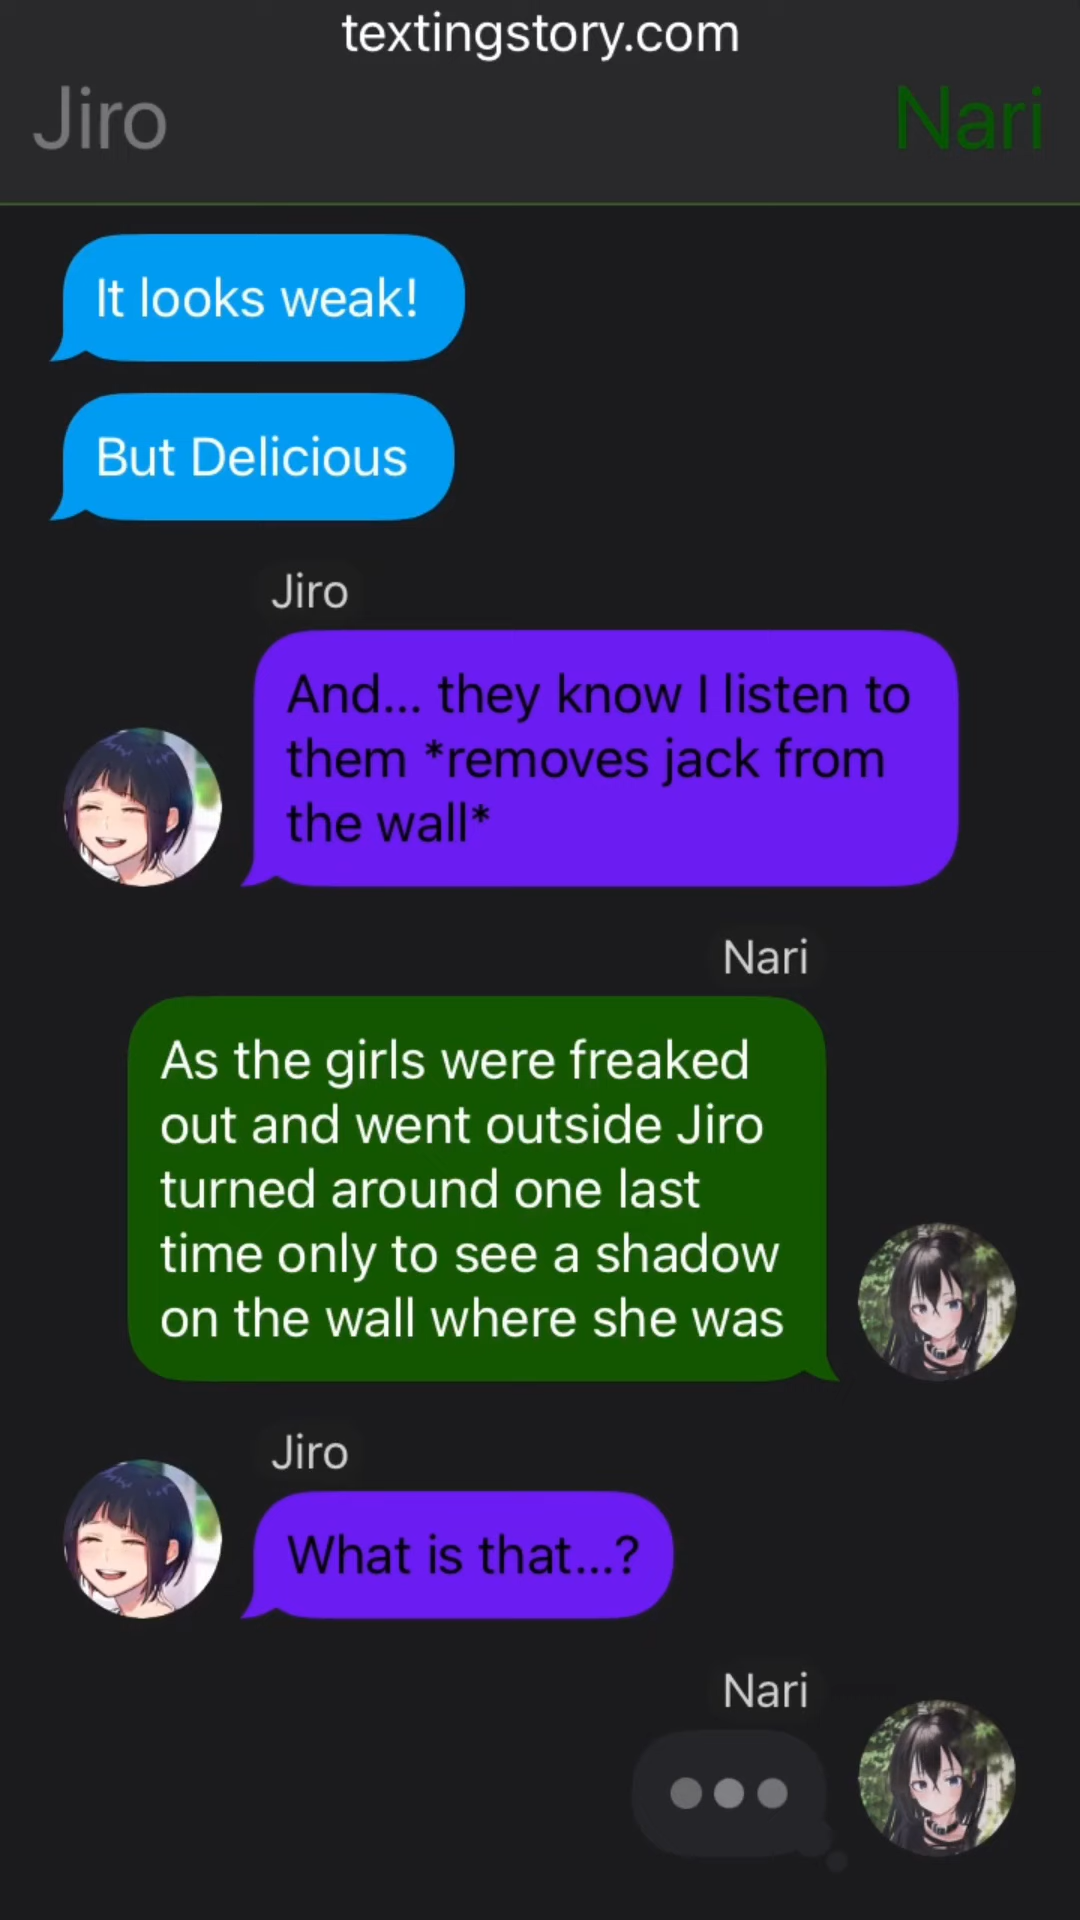 textingstory.com
Jiro
Nari
It looks weak!
But Delicious
Jiro
And... they know I listen to
them *removes jack from
the wall*
Nari
As the girls were freaked
out and went outside Jiro
turned around one last
time only to see a shadow
on the wall where she was
Jiro
What is that...?
Nari